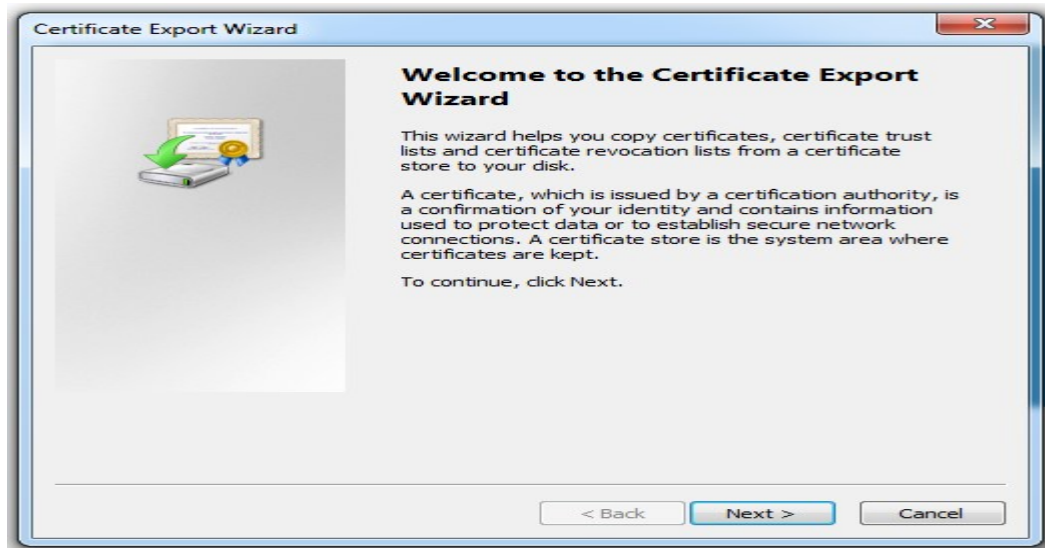 Certificate Export Wizard
Welcome to the Certificate Export
Wizard
This wizard helps you copy certificates, certificate trust
lists and certificate revocation lists from a certificate
store to your disk.
A certificate, which is issued by a certification authority, is
a confirmation of your identity and contains information
used to protect data or to establish secure network
connections. A certificate store is the system area where
certificates are kept.
To continue, click Next.
< Back
Next >
Cancel